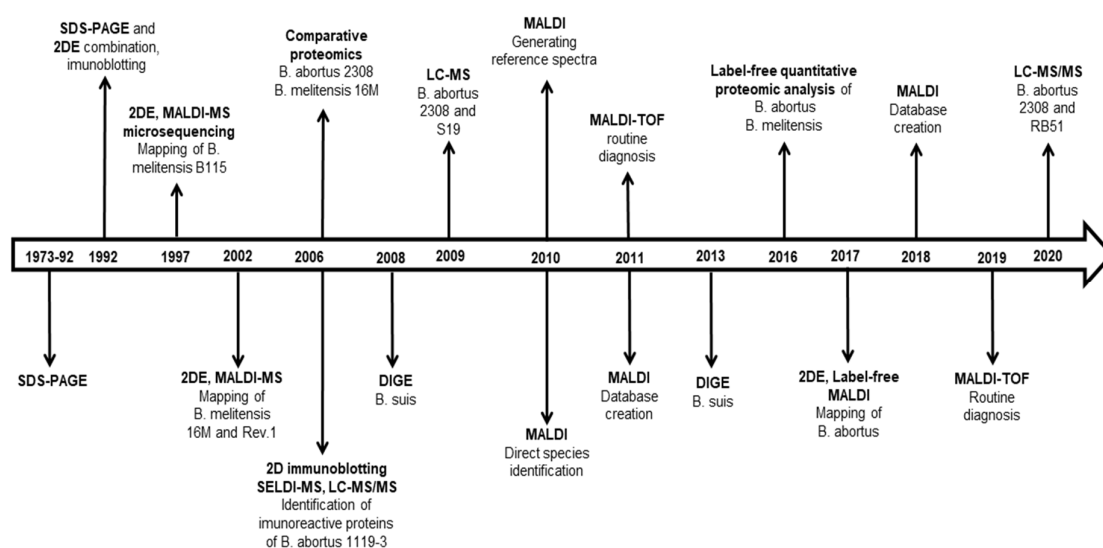 SDS-PAGE and
2DE combination,
imunoblotting
2DE, MALDI-MS
microsequencing
Mapping of B.
melitensis B115
Comparative
proteomics
B. abortus 2308
B. melitensis 16M
LC-MS
B. abortus
2308 and
S19
MALDI
Generating
reference spectra
MALDI-TOF
routine
diagnosis
Label-free quantitative
proteomic analysis of
B. abortus
B. melitensis
MALDI
Database
creation
LC-MS/MS
B. abortus
2308 and
RB51
1973-92 1992 1997 2002 2006 2008 2009 2010 2011 2013 2016 2017 2018 2019 2020
SDS-PAGE
2DE, MALDI-MS
Mapping of
B. melitensis
16M and Rev.1
2D immunoblotting
SELDI-MS, LC-MS/MS
Identification of
imunoreactive proteins
of B. abortus 1119-3
DIGE
B. suis
MALDI
Direct species
identification
MALDI
Database
creation
DIGE
B. suis
2DE, Label-free
MALDI
Mapping of
B. abortus
MALDI-TOF
Routine
diagnosis